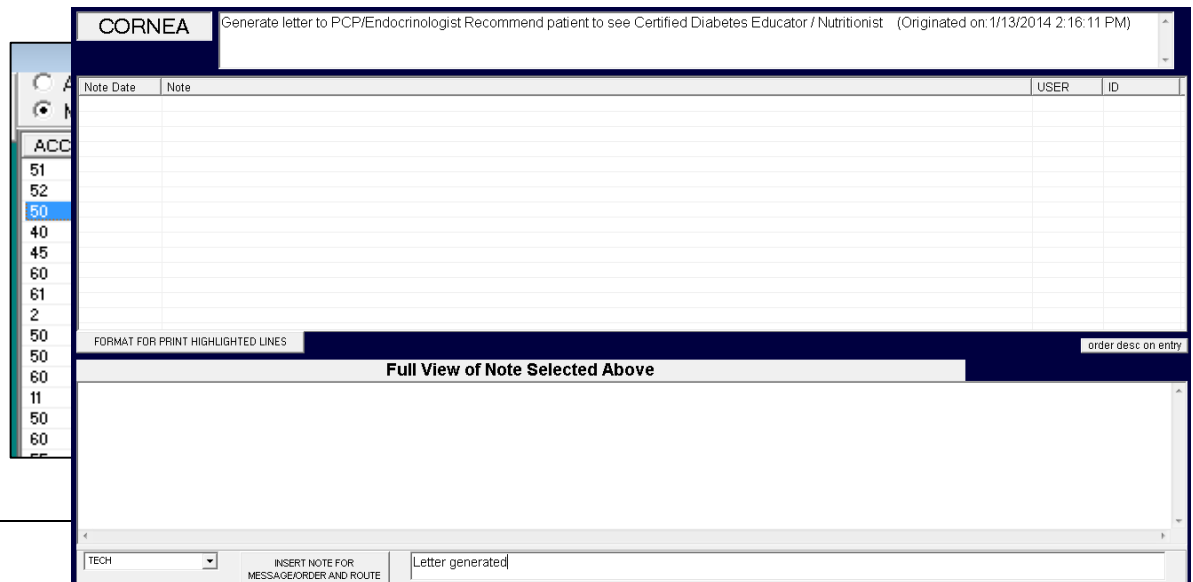 CORNEA
Generate letter to PCP/Endocrinologist Recommend patient to see Certified Diabetes Educator / Nutritionist (Originated on:1/13/2014 2:16:11 PM)
Note Date Note USER ID
ACC
51
52
50
40
45
60
61
2
50
50
60
11
50
60
FORMAT FOR PRINT HIGHLIGHTED LINES
order desc on entry
Full View of Note Selected Above
TECH
INSERT NOTE FOR
MESSAGE/ORDER AND ROUTE
Letter generated